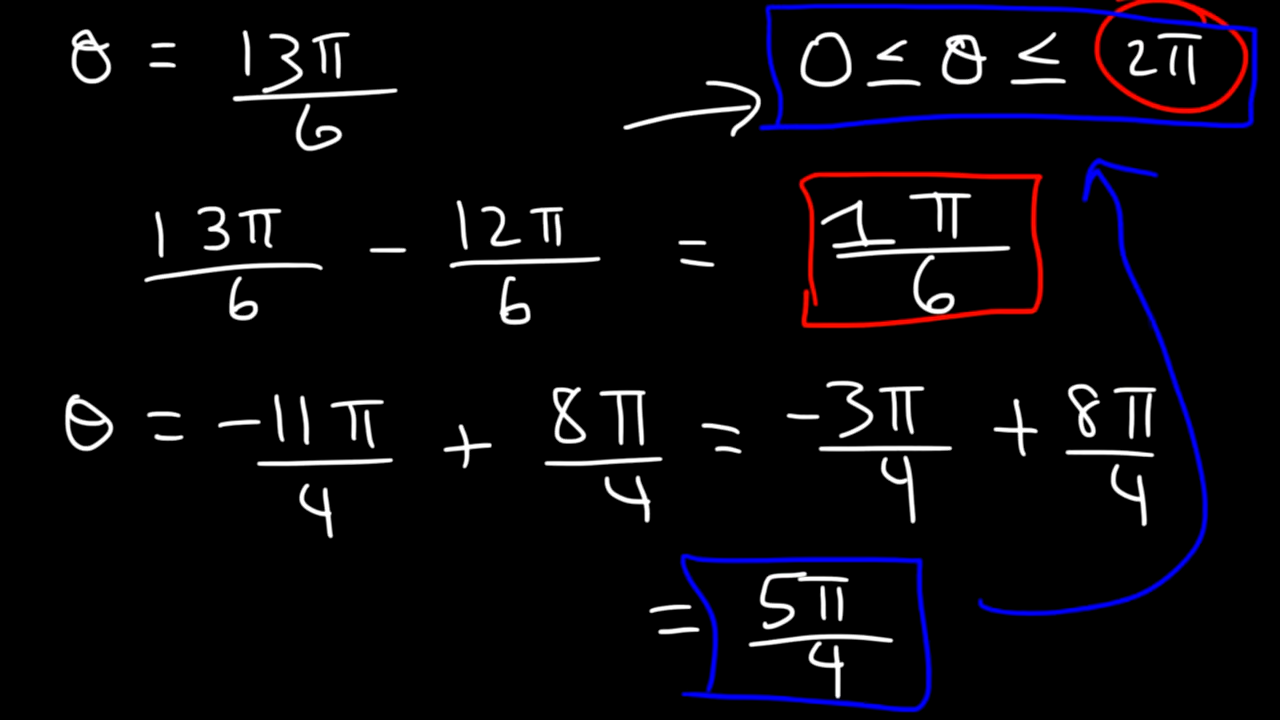 θ = 13π/6 → 0 ≤ θ ≤ 2π
13π/6 - 12π/6 = 1π/6
θ = -11π/4 + 8π/4 = -3π/4 + 8π/4
= 5π/4